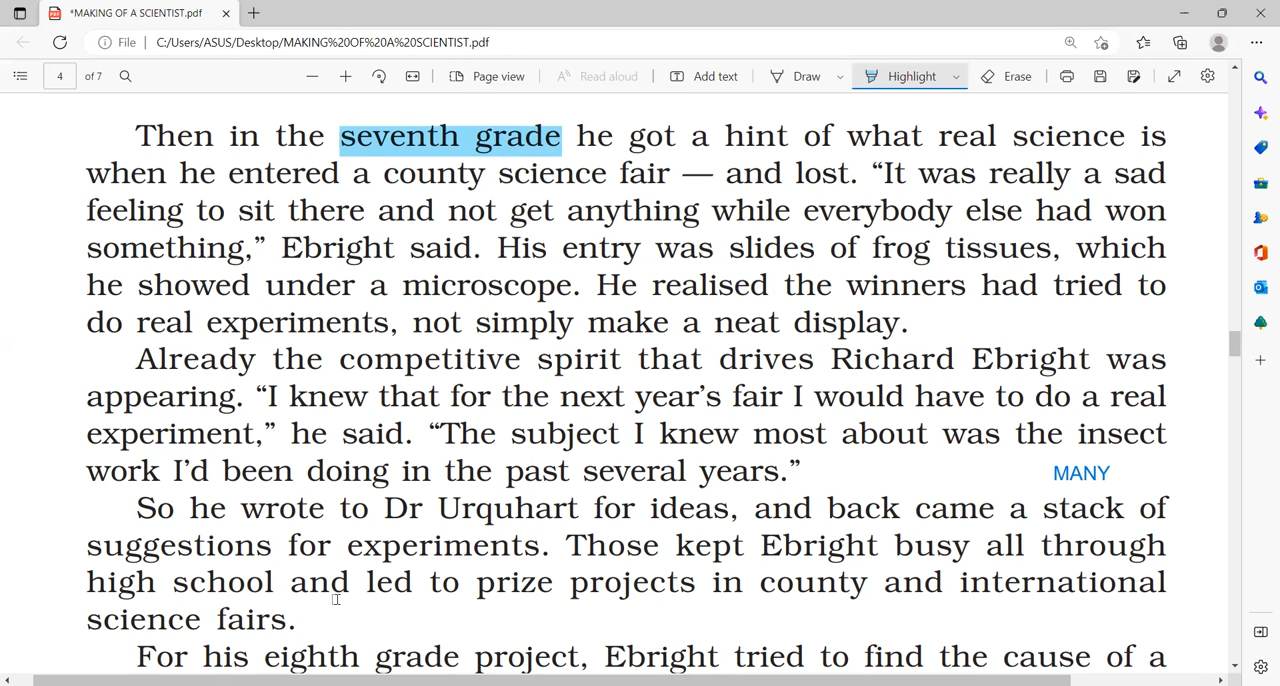 *MAKING OF A SCIENTIST.pdf
File C:/Users/ASUS/Desktop/MAKING%20OF%20A%20SCIENTIST.pdf
4 of 7 Page view Read aloud Add text Draw Highlight Erase
Then in the seventh grade he got a hint of what real science is
when he entered a county science fair — and lost. “It was really a sad
feeling to sit there and not get anything while everybody else had won
something,” Ebright said. His entry was slides of frog tissues, which
he showed under a microscope. He realised the winners had tried to
do real experiments, not simply make a neat display.
Already the competitive spirit that drives Richard Ebright was
appearing. “I knew that for the next year’s fair I would have to do a real
experiment,” he said. “The subject I knew most about was the insect
work I’d been doing in the past several years.”
MANY
So he wrote to Dr Urquhart for ideas, and back came a stack of
suggestions for experiments. Those kept Ebright busy all through
high school and led to prize projects in county and international
science fairs.
For his eighth grade project, Ebright tried to find the cause of a